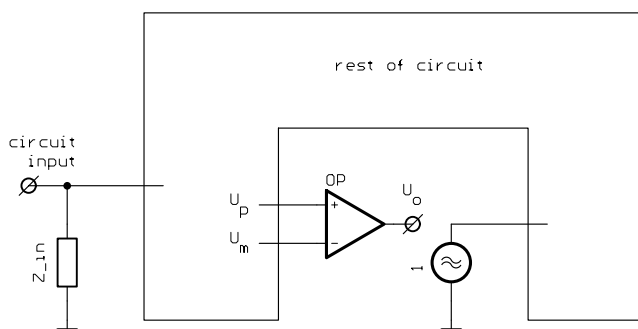 rest of circuit
circuit
input
OP
U_o
U_p
+
U_m
−
Z_in
1